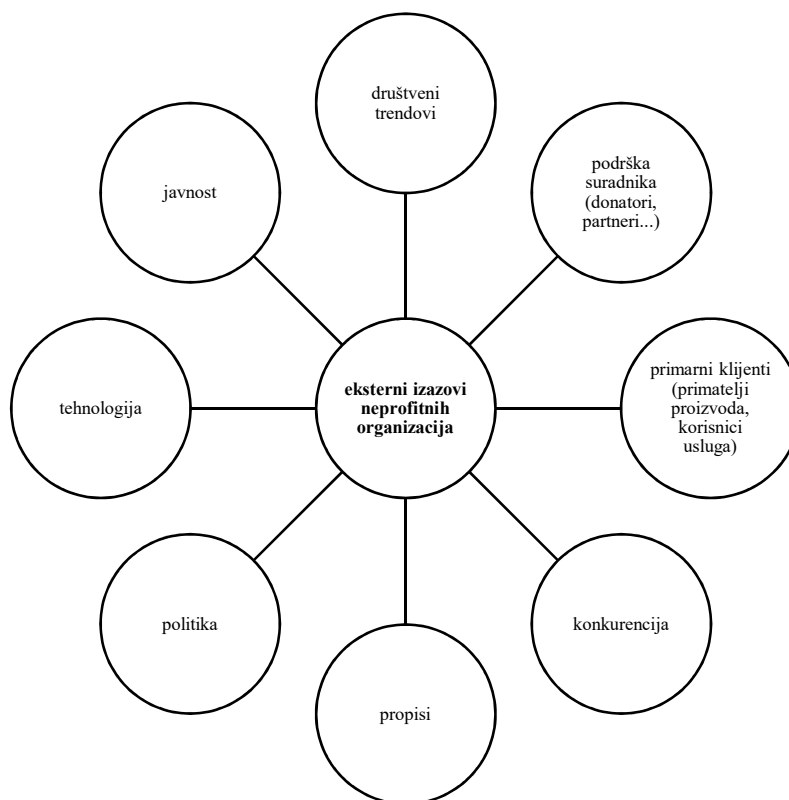 društveni
trendovi
podrška
suradnika
(donatori,
partneri...)
javnost
primarni klijenti
(primatelji
proizvoda,
korisnici
usluga)
eksterni izazovi
neprofitnih
organizacija
tehnologija
politika
konkurencija
propisi